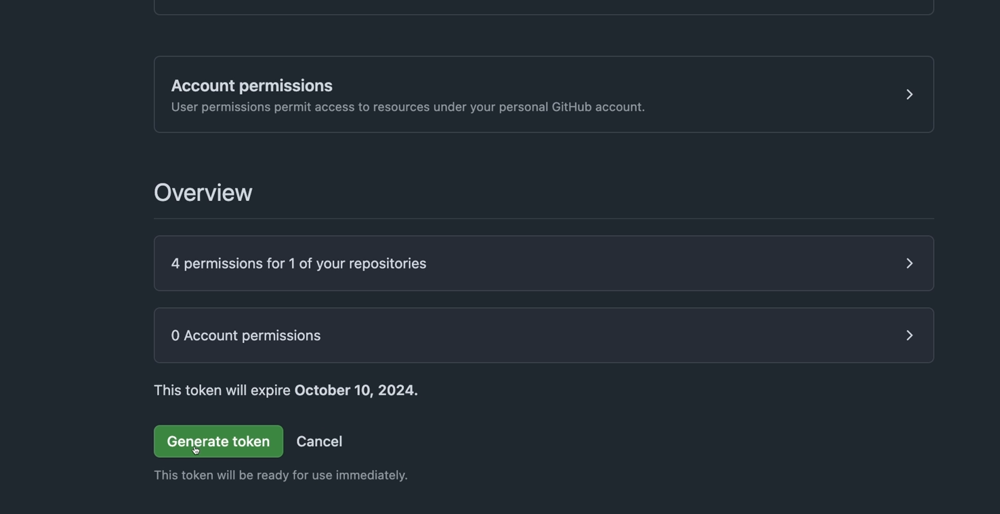 Account permissions
User permissions permit access to resources under your personal GitHub account.
Overview
4 permissions for 1 of your repositories
0 Account permissions
This token will expire October 10, 2024.
Generate token Cancel
This token will be ready for use immediately.